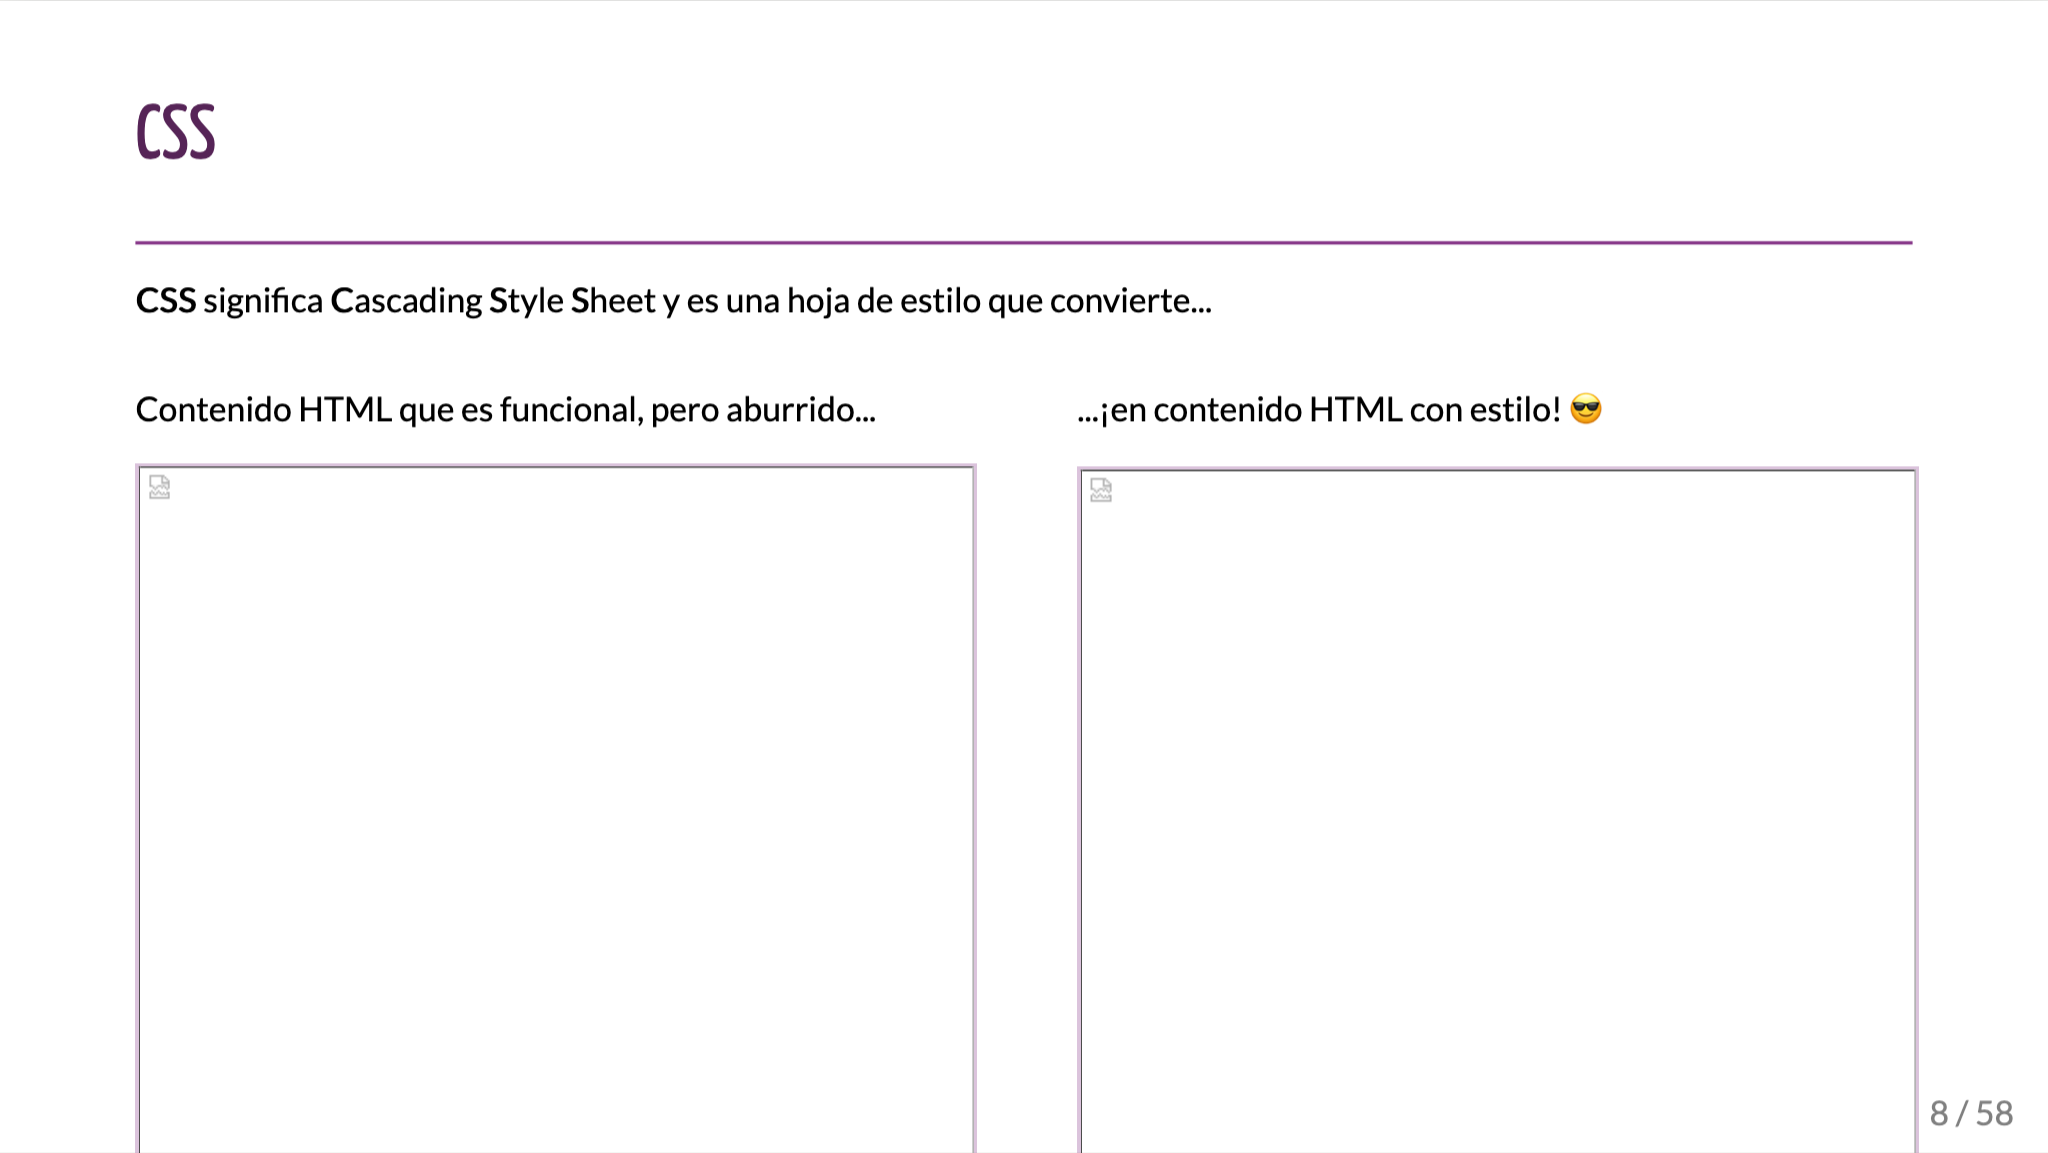 CSS
CSS significa Cascading Style Sheet y es una hoja de estilo que convierte...
Contenido HTML que es funcional, pero aburrido...
...¡en contenido HTML con estilo! 😎
8 / 58